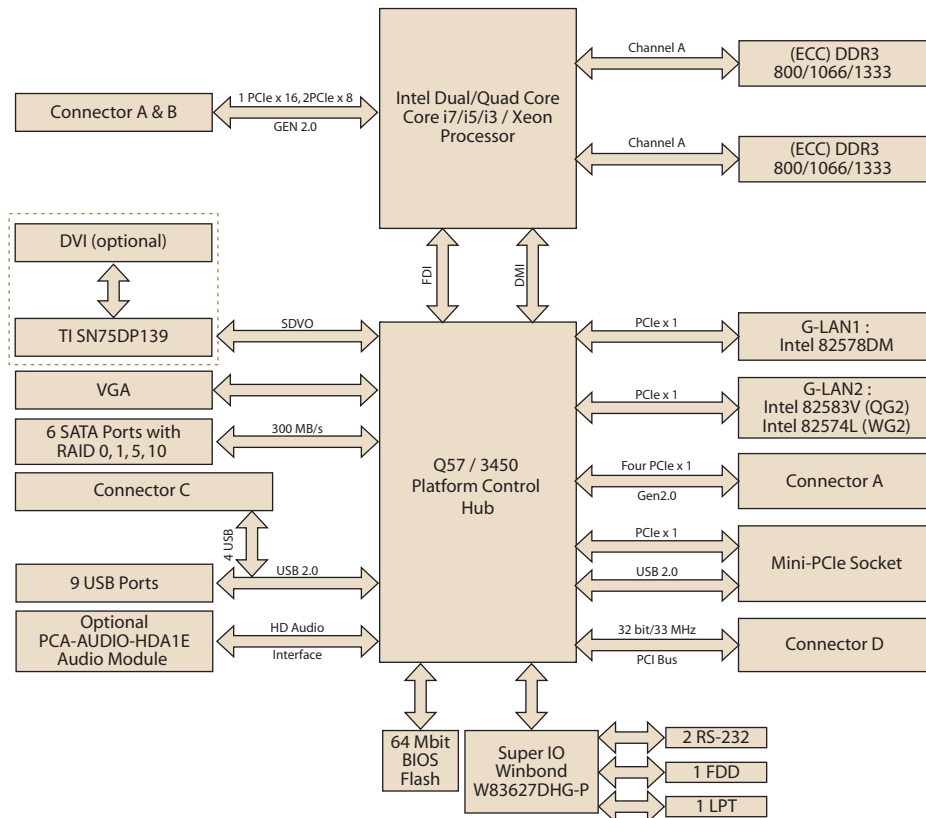 Intel Dual/Quad Core
Core i7/i5/i3 / Xeon
Processor
Channel A
(ECC) DDR3
800/1066/1333
Connector A & B
1 PCIe x 16, 2PCIe x 8
GEN 2.0
Channel A
(ECC) DDR3
800/1066/1333
DVI (optional)
TI SN75DP139
FDI
DMI
SDVO
PCIe x 1
G-LAN1 :
Intel 82578DM
VGA
PCIe x 1
G-LAN2 :
Intel 82583V (QG2)
Intel 82574L (WG2)
6 SATA Ports with
RAID 0, 1, 5, 10
300 MB/s
Q57 / 3450
Platform Control
Hub
Four PCIe x 1
Gen2.0
Connector A
Connector C
4 USB
PCIe x 1
USB 2.0
Mini-PCIe Socket
9 USB Ports
USB 2.0
Optional
PCA-AUDIO-HDA1E
Audio Module
HD Audio
Interface
32 bit/33 MHz
PCI Bus
Connector D
64 Mbit
BIOS
Flash
Super IO
Winbond
W83627DHG-P
2 RS-232
1 FDD
1 LPT